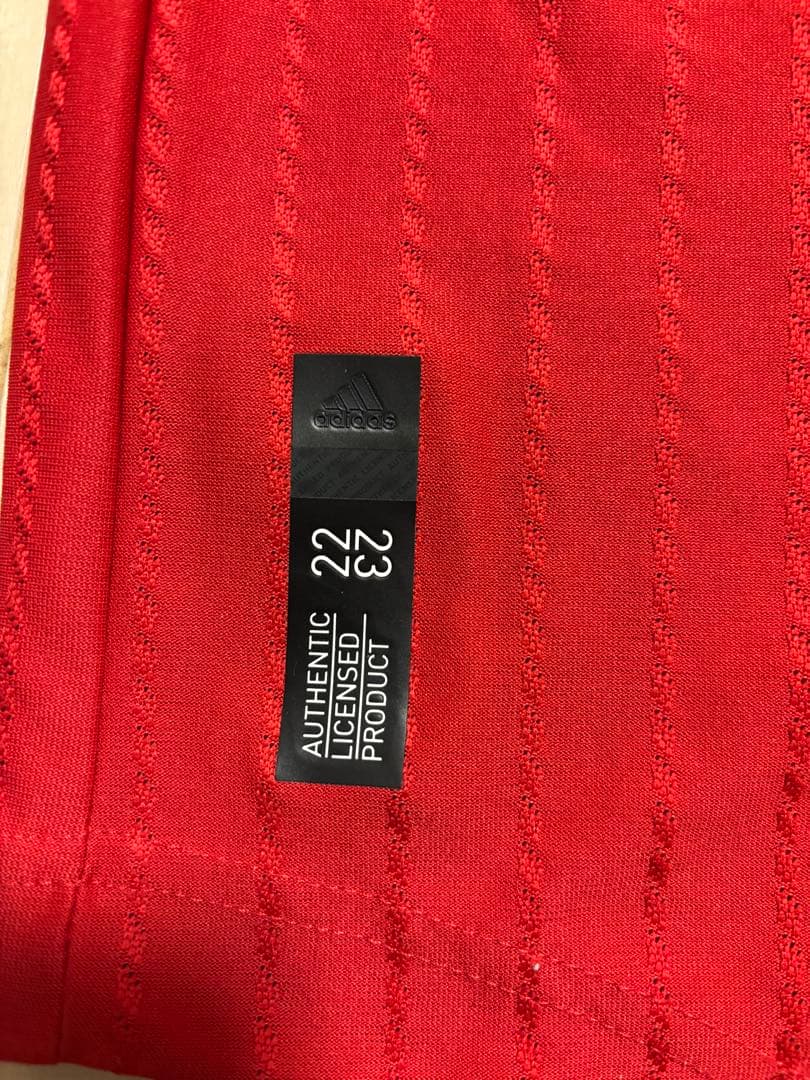 adidas
22
23
AUTHENTIC
LICENSED
PRODUCT